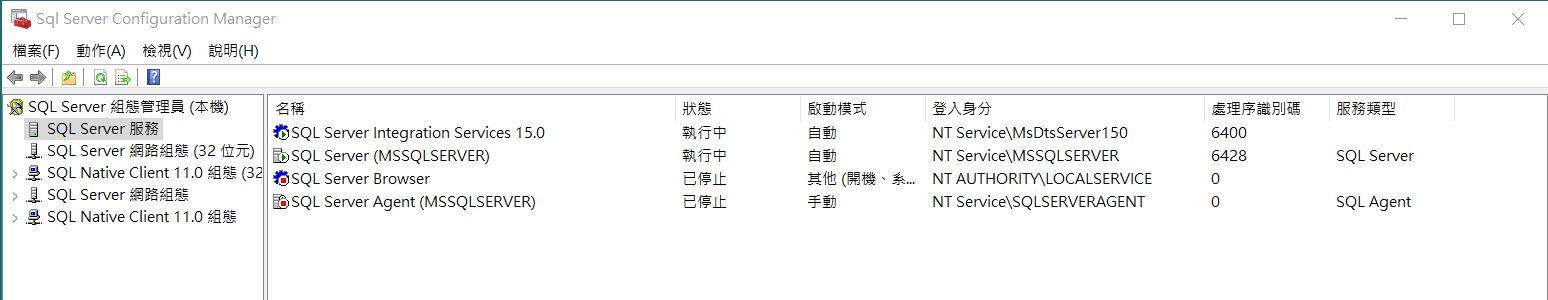 Sql Server Configuration Manager
檔案(F) 動作(A) 檢視(V) 說明(H)
SQL Server 組態管理員 (本機)
SQL Server 服務
SQL Server 網路組態 (32 位元)
SQL Native Client 11.0 組態 (32
SQL Server 網路組態
SQL Native Client 11.0 組態
名稱 狀態 啟動模式 登入身分 處理序識別碼 服務類型
SQL Server Integration Services 15.0 執行中 自動 NT Service\MsDtsServer150 6400
SQL Server (MSSQLSERVER) 執行中 自動 NT Service\MSSQLSERVER 6428 SQL Server
SQL Server Browser 已停止 其他 (開機、系... NT AUTHORITY\LOCALSERVICE 0
SQL Server Agent (MSSQLSERVER) 已停止 手動 NT Service\SQLSERVERAGENT 0 SQL Agent